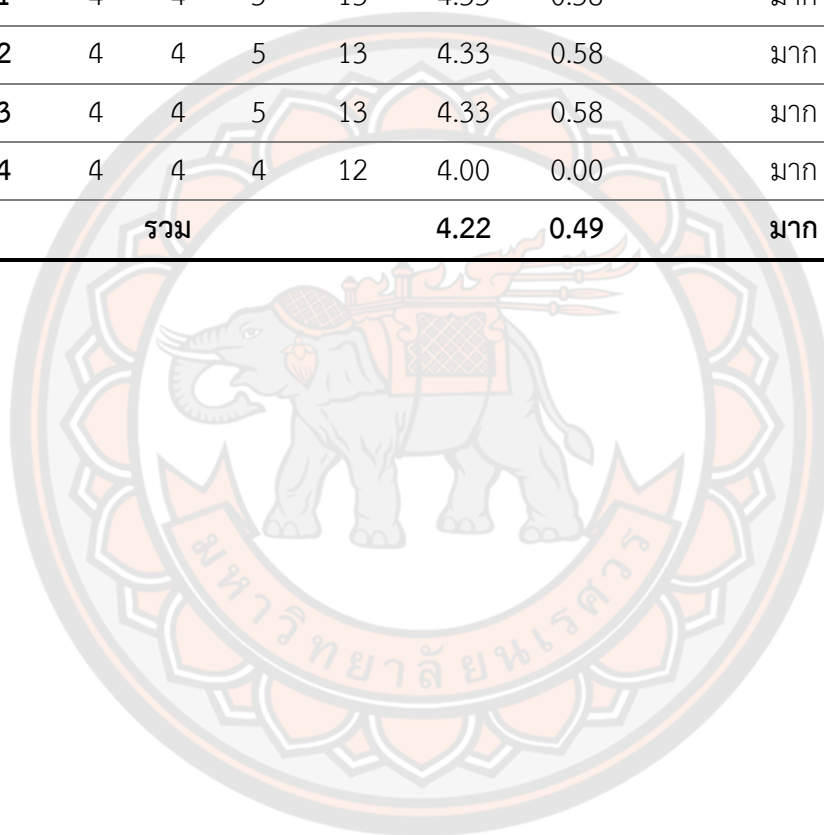 2 4 4 5 13 4.33 0.58 มาก
3 4 4 5 13 4.33 0.58 มาก
4 4 4 4 12 4.00 0.00 มาก
รวม 4.22 0.49 มาก
มหาวิทยาลัยนเรศวร